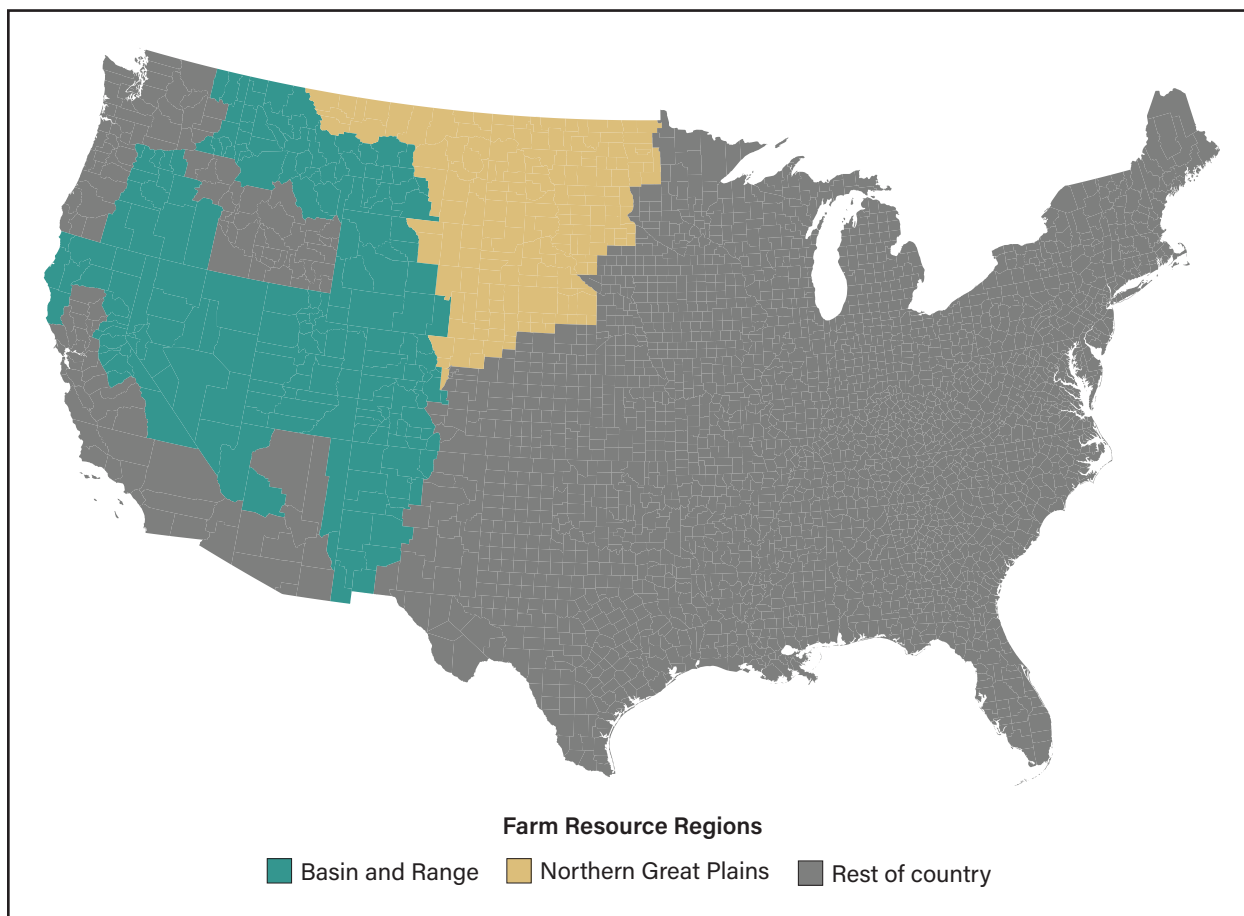 Farm Resource Regions
Basin and Range Northern Great Plains Rest of country